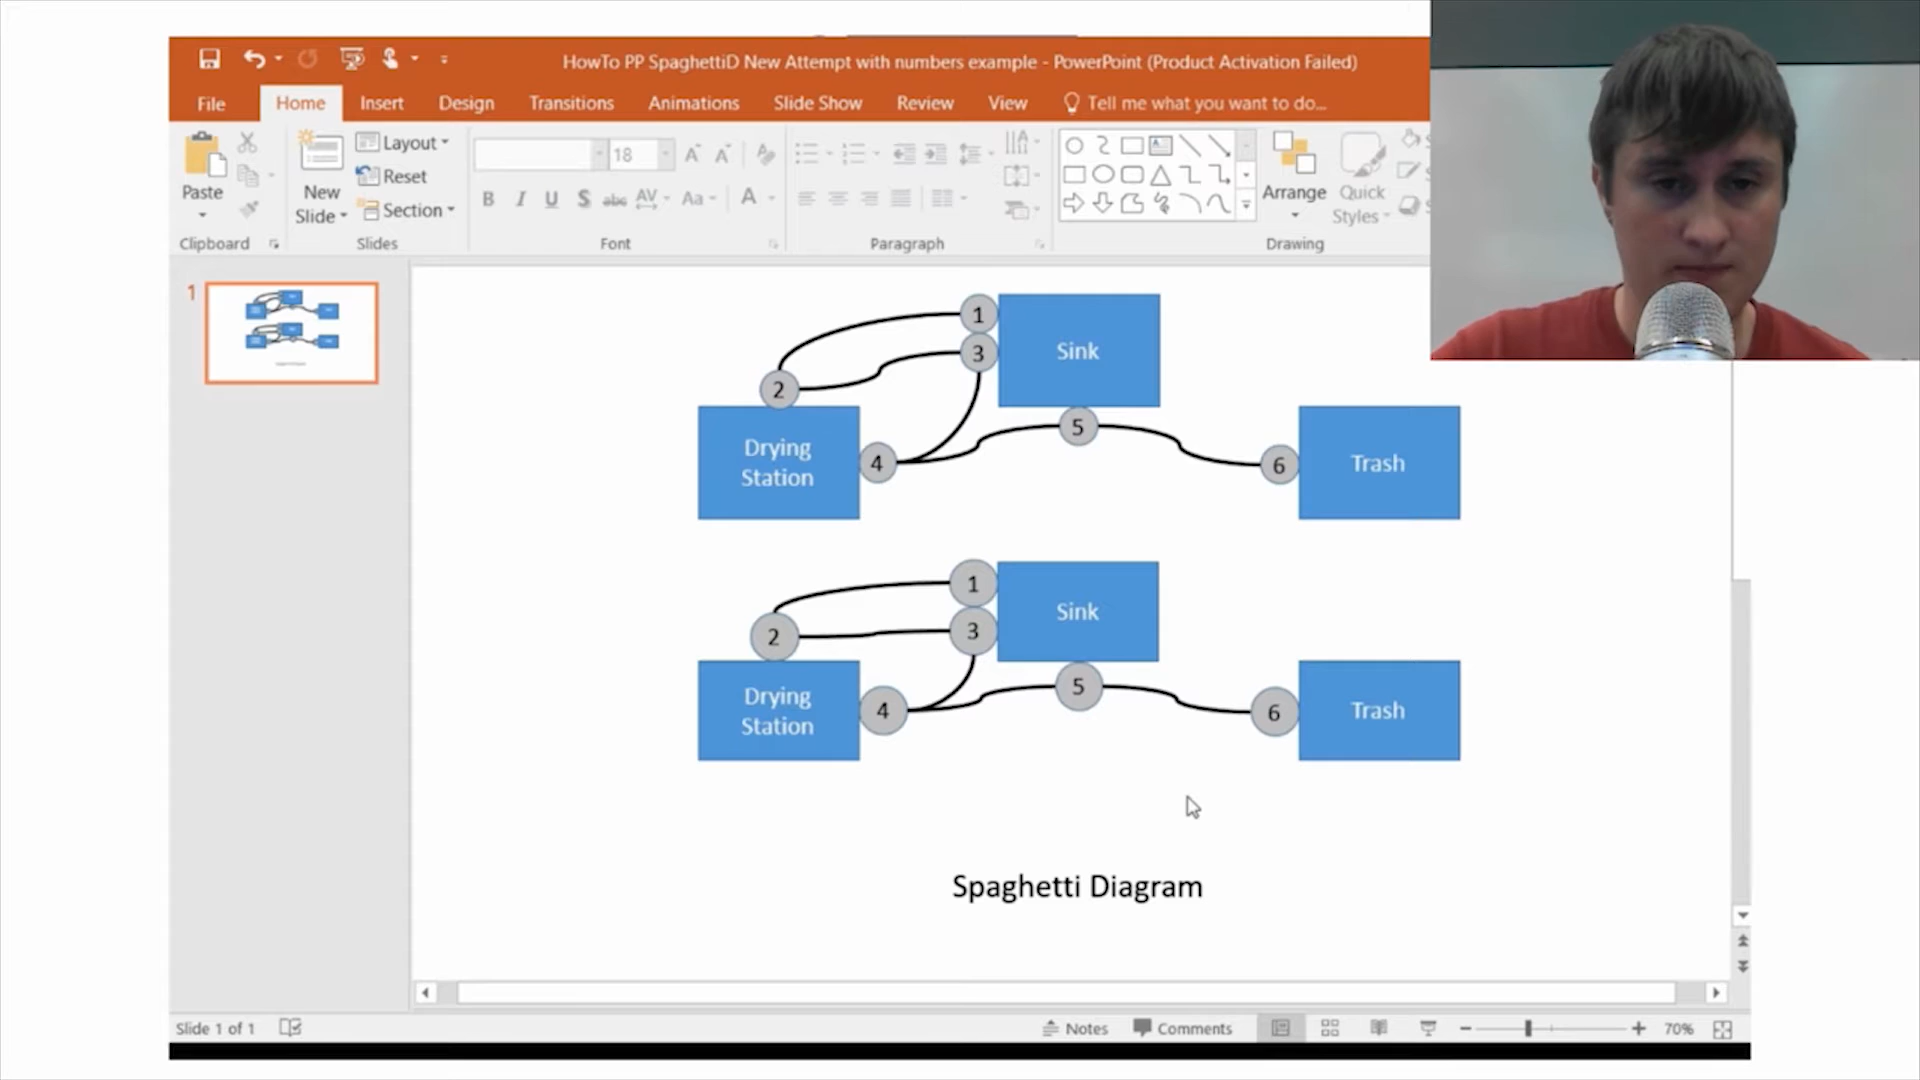 HowTo PP SpaghettiD New Attempt with numbers example - PowerPoint (Product Activation Failed)
File Home Insert Design Transitions Animations Slide Show Review View Tell me what you want to do...
Paste
New
Slide
Layout
Reset
Section
18
B I U S abc AV Aa A
Arrange
Quick
Styles
Clipboard Slides Font Paragraph Drawing
1
1
Sink
3
2
Drying
Station
4
5
6
Trash
1
Sink
3
2
Drying
Station
4
5
6
Trash
Spaghetti Diagram
Slide 1 of 1 Notes Comments 70%